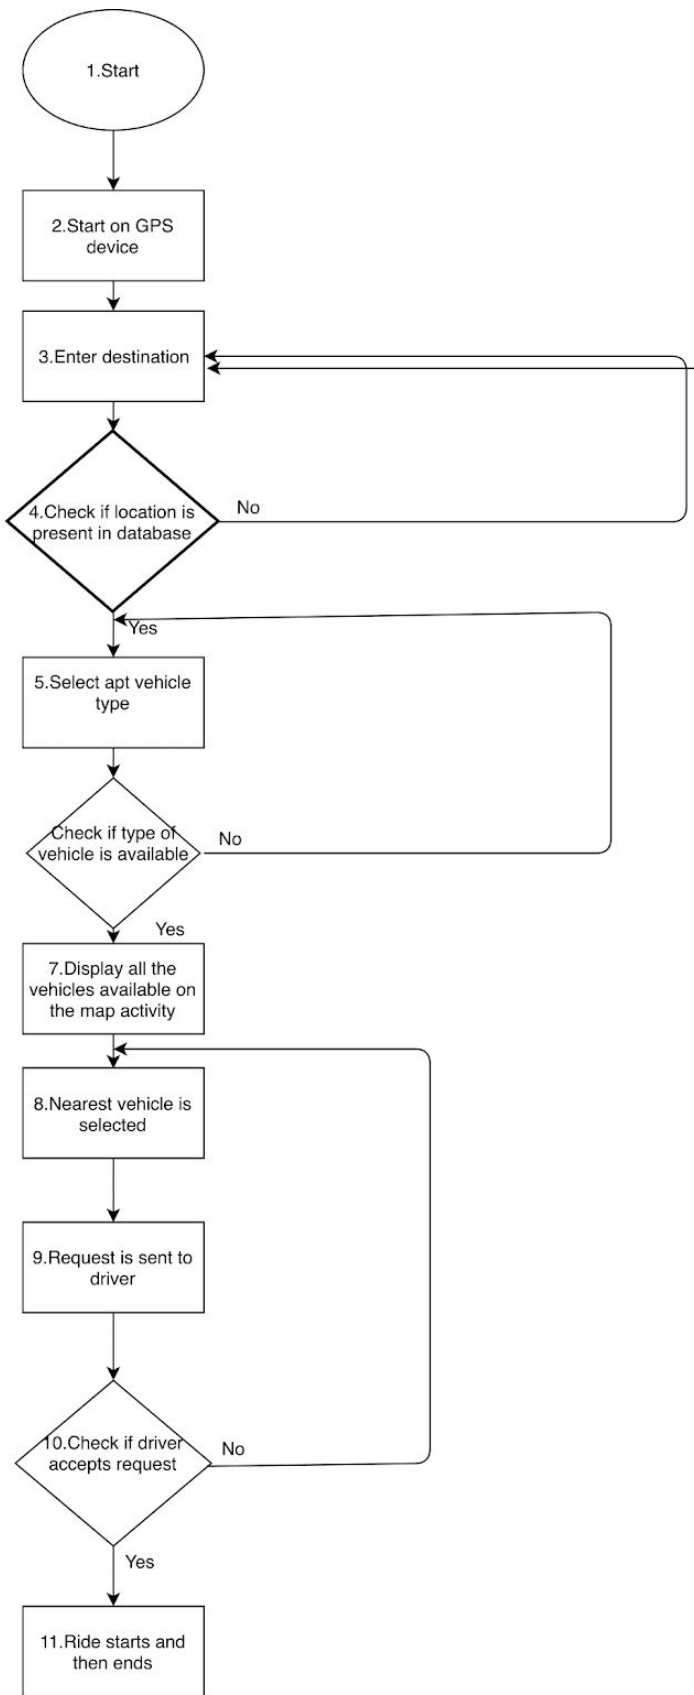 1.Start
2.Start on GPS
device
3.Enter destination
4.Check if location is
present in database
No
Yes
5.Select apt vehicle
type
Check if type of
vehicle is available
No
Yes
7.Display all the
vehicles available on
the map activity
8.Nearest vehicle is
selected
9.Request is sent to
driver
10.Check if driver
accepts request
No
Yes
11.Ride starts and
then ends